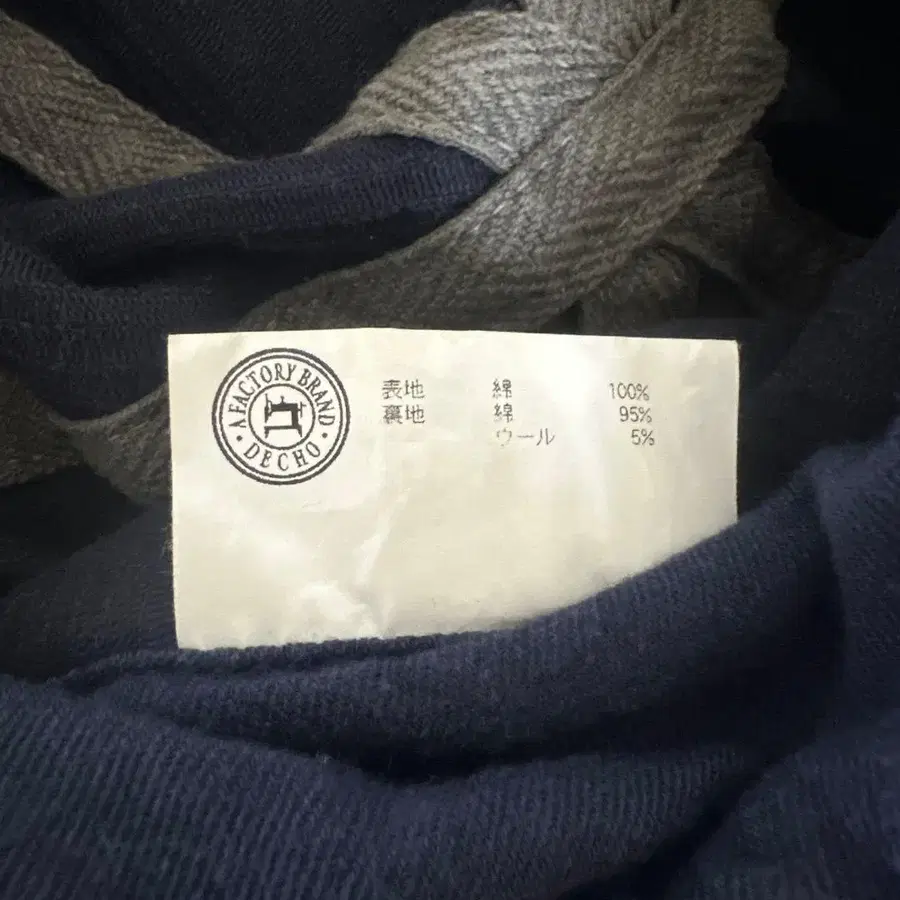 A FACTORY BRAND
• DECHO •
表地 綿 100%
裏地 綿 95%
ウール 5%